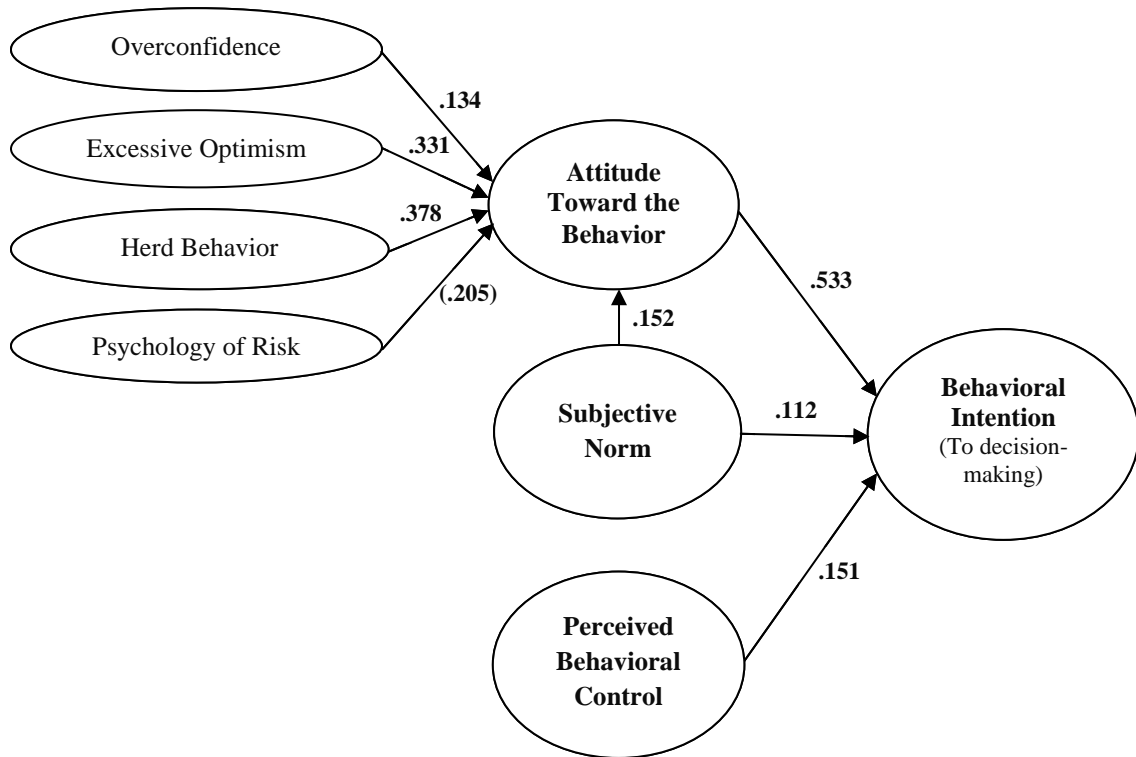 Overconfidence
.134
Excessive Optimism
.331
Herd Behavior
.378
Psychology of Risk
(.205)
Attitude
Toward the
Behavior
.533
.152
Subjective
Norm
.112
Behavioral
Intention
(To decision-
making)
.151
Perceived
Behavioral
Control